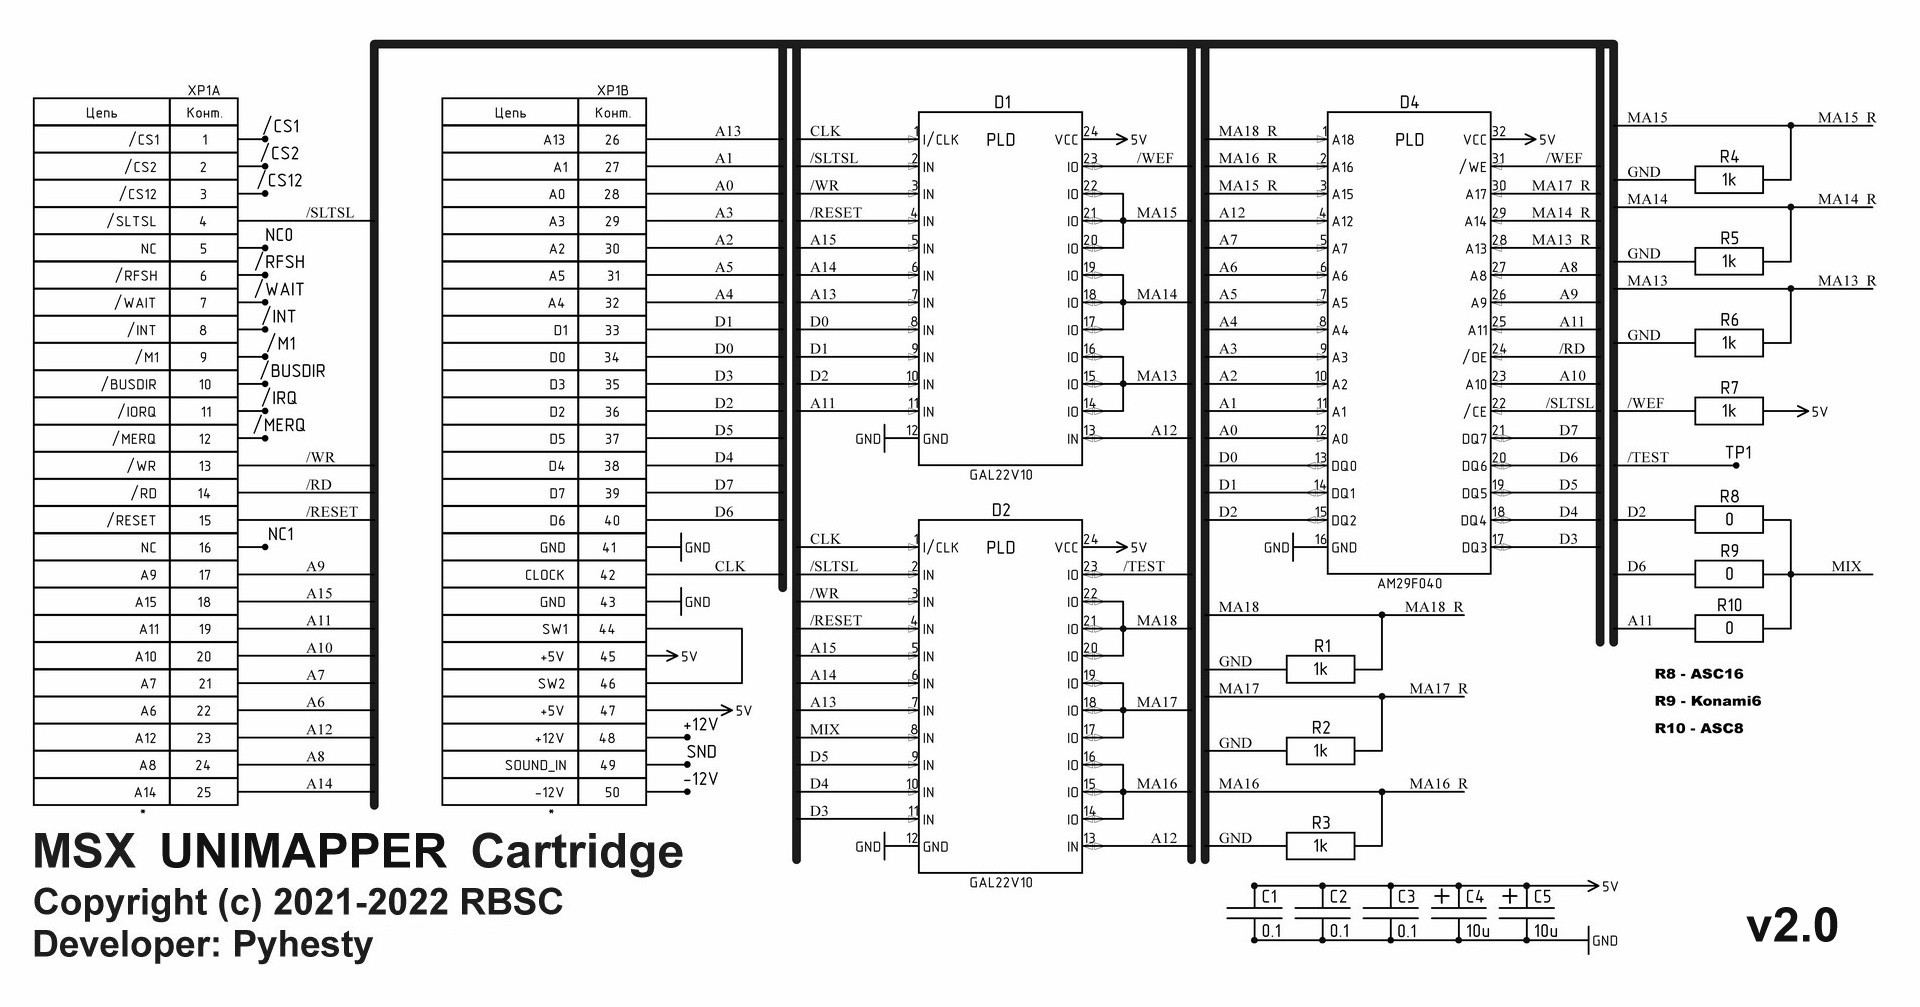 XP1A
Цепь Конт.
/CS1 1 /CS1
/CS2 2 /CS2
/CS12 3 /CS12
/SLTSL 4 /SLTSL
NC 5 NC0
/RFSH 6 /RFSH
/WAIT 7 /WAIT
/INT 8 /INT
/M1 9 /M1
/BUSDIR 10 /BUSDIR
/IORQ 11 /IRQ
/MERQ 12 /MERQ
/WR 13 /WR
/RD 14 /RD
/RESET 15 /RESET
NC 16 NC1
A9 17 A9
A15 18 A15
A11 19 A11
A10 20 A10
A7 21 A7
A6 22 A6
A12 23 A12
A8 24 A8
A14 25 A14
*
XP1B
Цепь Конт.
A13 26 A13
A1 27 A1
A0 28 A0
A3 29 A3
A2 30 A2
A5 31 A5
A4 32 A4
D1 33 D1
D0 34 D0
D3 35 D3
D2 36 D2
D5 37 D5
D4 38 D4
D7 39 D7
D6 40 D6
GND 41 GND
CLOCK 42 CLK
GND 43 GND
SW1 44
+5V 45 5V
SW2 46
+5V 47 5V
+12V 48 +12V
SOUND_IN 49 SND
-12V 50 -12V
*
D1
CLK 1 I/CLK PLD VCC 24 5V
/SLTSL 2 IN IO 23 /WEF
/WR 3 IN IO 22
/RESET 4 IN IO 21 MA15
A15 5 IN IO 20
A14 6 IN IO 19
A13 7 IN IO 18 MA14
D0 8 IN IO 17
D1 9 IN IO 16
D2 10 IN IO 15 MA13
A11 11 IN IO 14
GND 12 GND IN 13 A12
GAL22V10
D2
CLK 1 I/CLK PLD VCC 24 5V
/SLTSL 2 IN IO 23 /TEST
/WR 3 IN IO 22
/RESET 4 IN IO 21 MA18
A15 5 IN IO 20
A14 6 IN IO 19
A13 7 IN IO 18 MA17
MIX 8 IN IO 17
D5 9 IN IO 16
D4 10 IN IO 15 MA16
D3 11 IN IO 14
GND 12 GND IN 13 A12
GAL22V10
D4
MA18_R 1 A18 PLD VCC 32 5V
MA16_R 2 A16 /WE 31 /WEF
MA15_R 3 A15 A17 30 MA17_R
A12 4 A12 A14 29 MA14_R
A7 5 A7 A13 28 MA13_R
A6 6 A6 A8 27 A8
A5 7 A5 A9 26 A9
A4 8 A4 A11 25 A11
A3 9 A3 /OE 24 /RD
A2 10 A2 A10 23 A10
A1 11 A1 /CE 22 /SLTSL
A0 12 A0 DQ7 21 D7
D0 13 DQ0 DQ6 20 D6
D1 14 DQ1 DQ5 19 D5
D2 15 DQ2 DQ4 18 D4
GND 16 GND DQ3 17 D3
AM29F040
MA18 MA18_R
R1
GND 1k
MA17 MA17_R
R2
GND 1k
MA16 MA16_R
R3
GND 1k
MA15 MA15_R
R4
GND 1k
MA14 MA14_R
R5
GND 1k
MA13 MA13_R
R6
GND 1k
R7
/WEF 1k 5V
/TEST TP1
R8
D2 0
R9
D6 0 MIX
R10
A11 0
R8 - ASC16
R9 - Konami6
R10 - ASC8
C1 C2 C3 + C4 + C5 5V
0.1 0.1 0.1 10u 10u GND
MSX UNIMAPPER Cartridge
Copyright (c) 2021-2022 RBSC
Developer: Pyhesty
v2.0